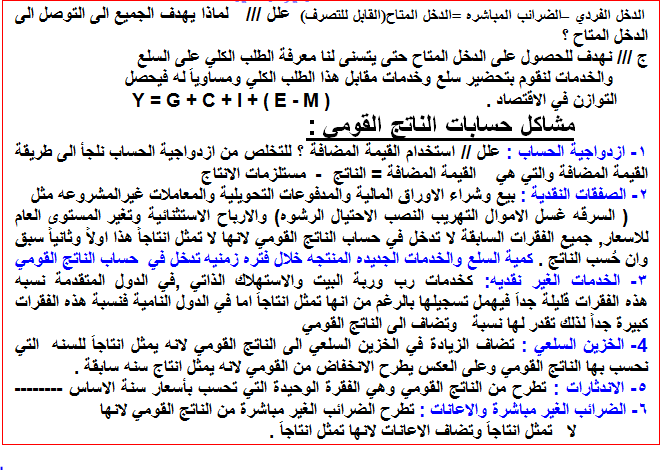 الدخل الفردي –الضرائب المباشره =الدخل المتاح(القابل للتصرف) علل /// لماذا يهدف الجميع الى التوصل الى
الدخل المتاح ؟
ج /// نهدف للحصول على الدخل المتاح حتى يتسنى لنا معرفة الطلب الكلي على السلع
والخدمات لنقوم بتحضير سلع وخدمات مقابل هذا الطلب الكلي ومساوياً له فيحصل
التوازن في الاقتصاد . Y = G + C + I + ( E - M )
مشاكل حسابات الناتج القومي :
١- ازدواجية الحساب : علل // استخدام القيمة المضافة ؟ للتخلص من ازدواجية الحساب نلجأ الى طريقة
القيمة المضافة والتي هي القيمة المضافة = الناتج - مستلزمات الانتاج
٢- الصفقات النقدية : بيع وشراء الاوراق المالية والمدفوعات التحويلية والمعاملات غيرالمشروعه مثل
( السرقه غسل الاموال التهريب النصب الاحتيال الرشوه) والارباح الاستثنائية وتغير المستوى العام
للاسعار, جميع الفقرات السابقة لا تدخل في حساب الناتج القومي لانها لا تمثل انتاجاً هذا اولاً وثانياً سبق
وان حُسب الناتج . كمية السلع والخدمات الجديده المنتجه خلال فتره زمنيه تدخل في حساب الناتج القومي
٣- الخدمات الغير نقديه: كخدمات رب وربة البيت والاستهلاك الذاتي ,في الدول المتقدمة نسبه
هذه الفقرات قليلة جداً فيهمل تسجيلها بالرغم من انها تمثل انتاجاً اما في الدول النامية فنسبة هذه الفقرات
كبيرة جداً لذلك تقدر لها نسبة وتضاف الى الناتج القومي
4- الخزين السلعي : تضاف الزيادة في الخزين السلعي الى الناتج القومي لانه يمثل انتاجاً للسنه التي
نحسب بها الناتج القومي وعلى العكس يطرح الانخفاض من القومي لانه يمثل انتاج سنه سابقة .
٥- الاندثارات : تطرح من الناتج القومي وهي الفقرة الوحيدة التي تحسب بأسعار سنة الاساس --------
٦- الضرائب الغير مباشرة والاعانات : تطرح الضرائب الغير مباشرة من الناتج القومي لانها
لا تمثل انتاجاً وتضاف الاعانات لانها تمثل انتاجاً .